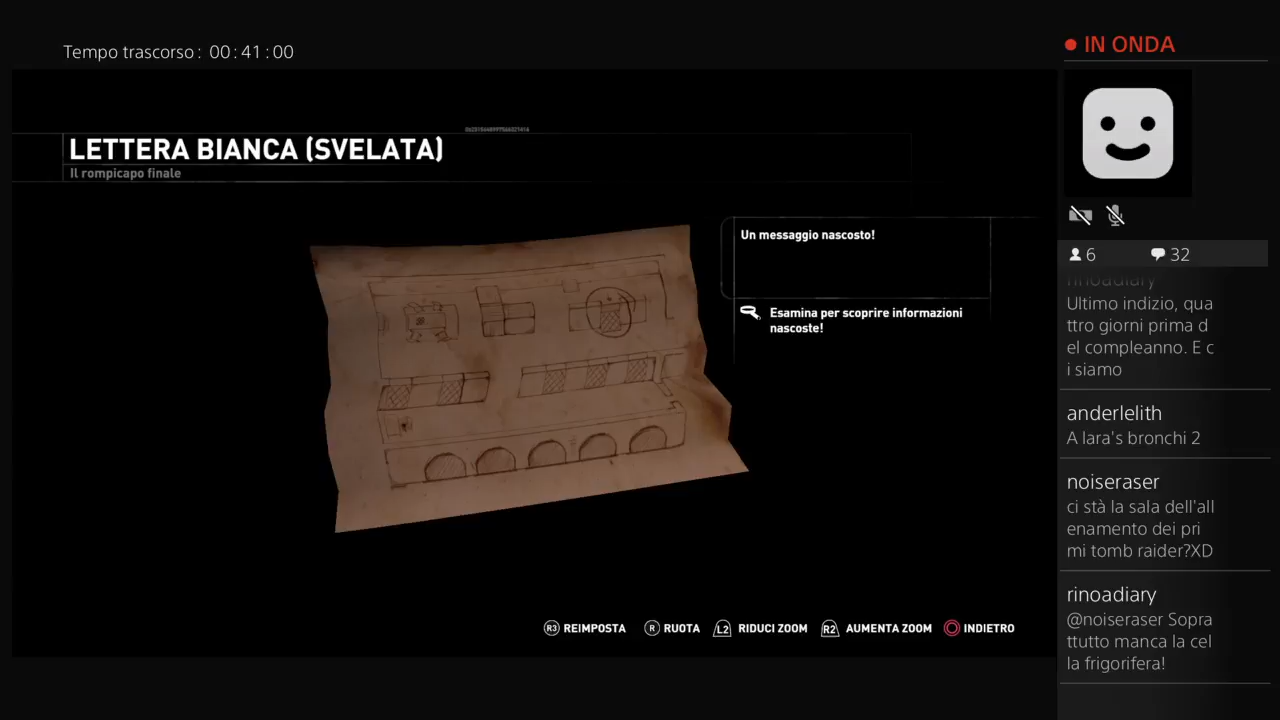 Tempo trascorso: 00:41:00
IN ONDA
LETTERA BIANCA (SVELATA)
Il rompicapo finale
Un messaggio nascosto!
Esamina per scoprire informazioni
nascoste!
6
32
rinoadiary
Ultimo indizio, qua
ttro giorni prima d
el compleanno. E c
i siamo
anderlelith
A lara's bronchi 2
noiseraser
ci stà la sala dell'all
enamento dei pri
mi tomb raider?XD
rinoadiary
@noiseraser Sopra
ttutto manca la cel
la frigorifera!
R3 REIMPOSTA
R RUOTA
L2 RIDUCI ZOOM
R2 AUMENTA ZOOM
INDIETRO